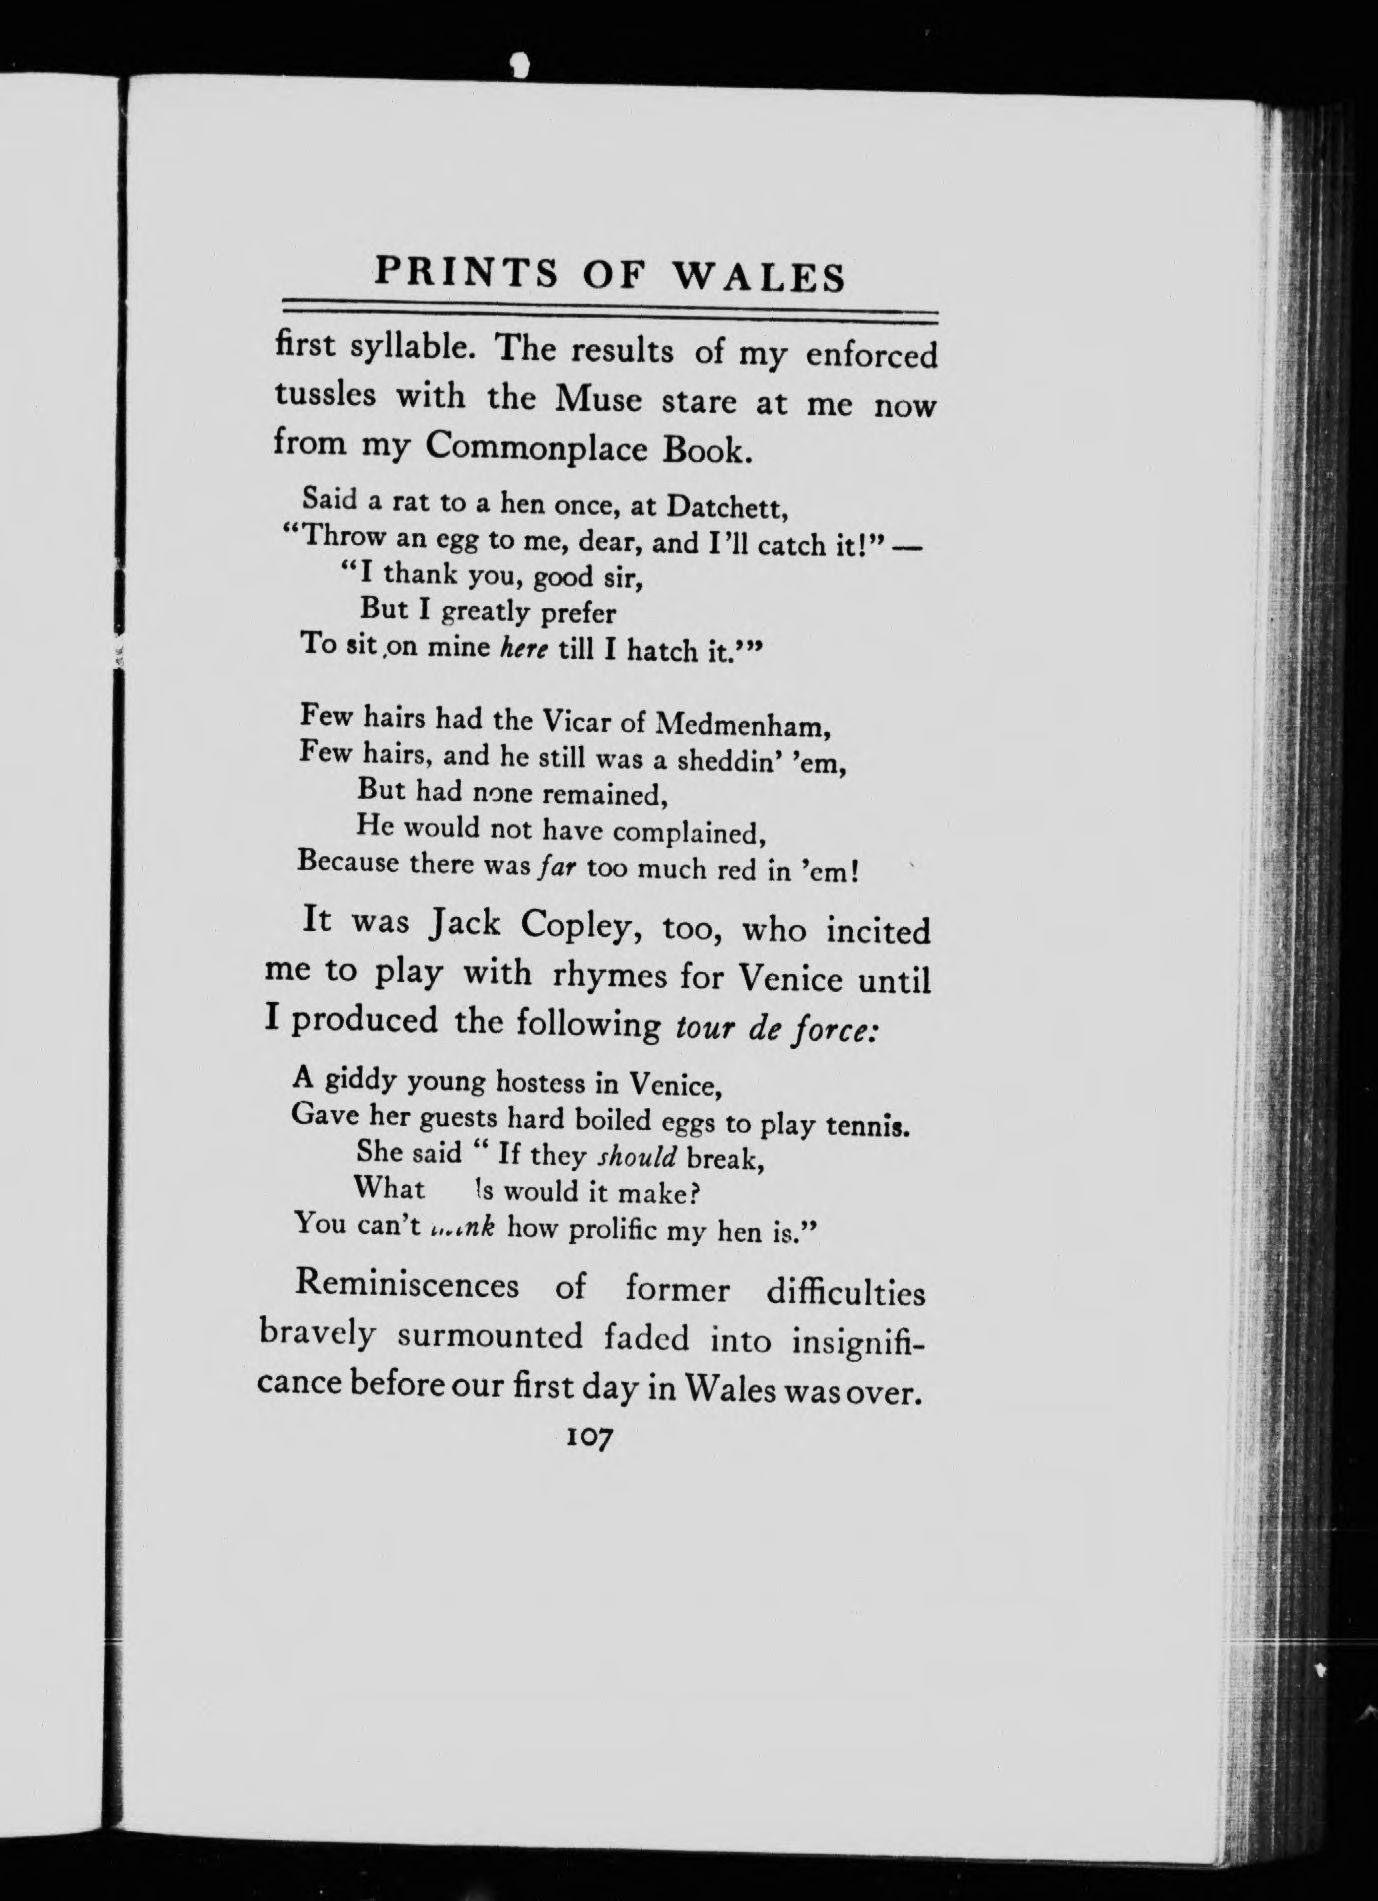 PRINTS OF WALES
first syllable. The results of my enforced
tussles with the Muse stare at me now
from my Commonplace Book.
Said a rat to a hen once, at Datchett,
“Throw an egg to me, dear, and I’ll catch it!” —
“I thank you, good sir,
But I greatly prefer
To sit on mine here till I hatch it.’”
Few hairs had the Vicar of Medmenham,
Few hairs, and he still was a sheddin’ ’em,
But had none remained,
He would not have complained,
Because there was far too much red in ’em!
It was Jack Copley, too, who incited
me to play with rhymes for Venice until
I produced the following tour de force:
A giddy young hostess in Venice,
Gave her guests hard boiled eggs to play tennis.
She said “ If they should break,
What would it make?
You can’t how prolific my hen is.”
Reminiscences of former difficulties
bravely surmounted faded into insignifi-
cance before our first day in Wales was over.
107